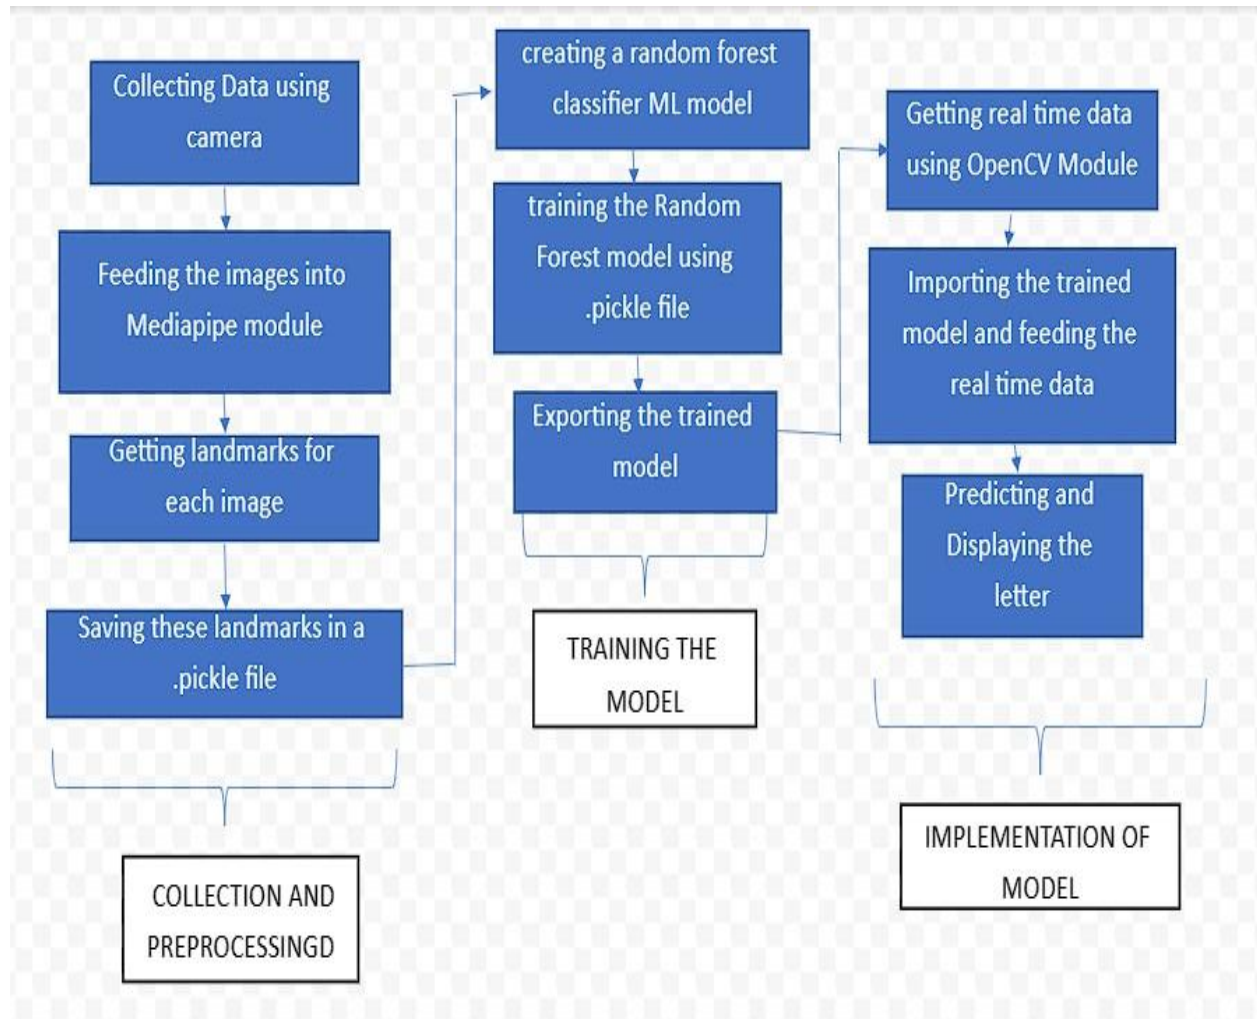 Collecting Data using
camera
Feeding the images into
Mediapipe module
Getting landmarks for
each image
Saving these landmarks in a
.pickle file
COLLECTION AND
PREPROCESSINGD
creating a random forest
classifier ML model
training the Random
Forest model using
.pickle file
Exporting the trained
model
TRAINING THE
MODEL
Getting real time data
using OpenCV Module
Importing the trained
model and feeding the
real time data
Predicting and
Displaying the
letter
IMPLEMENTATION OF
MODEL